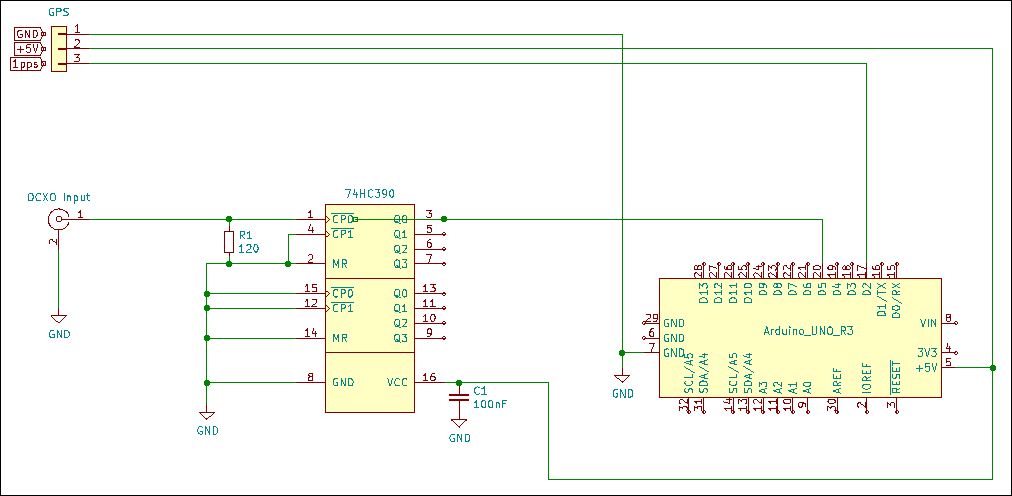 GPS
GND 1
+5V 2
1pps 3
OCXO Input
1
2
GND
74HC390
1 CP0 Q0 3
4 CP1 Q1 5
Q2 6
2 MR Q3 7
15 CP0 Q0 13
12 CP1 Q1 11
Q2 10
14 MR Q3 9
8 GND VCC 16
R1
120
GND
C1
100nF
GND
28 27 26 25 24 23 22 21 20 19 18 17 16 15
D13 D12 D11 D10 D9 D8 D7 D6 D5 D4 D3 D2 D1/TX D0/RX
29 GND
6 GND
7 GND
GND
Arduino_UNO_R3
VIN 8
3V3 4
+5V 5
SCL/A5 SDA/A4 SCL/A5 SDA/A4 A3 A2 A1 A0 AREF IOREF RESET
32 31 14 13 12 11 10 9 30 2 3